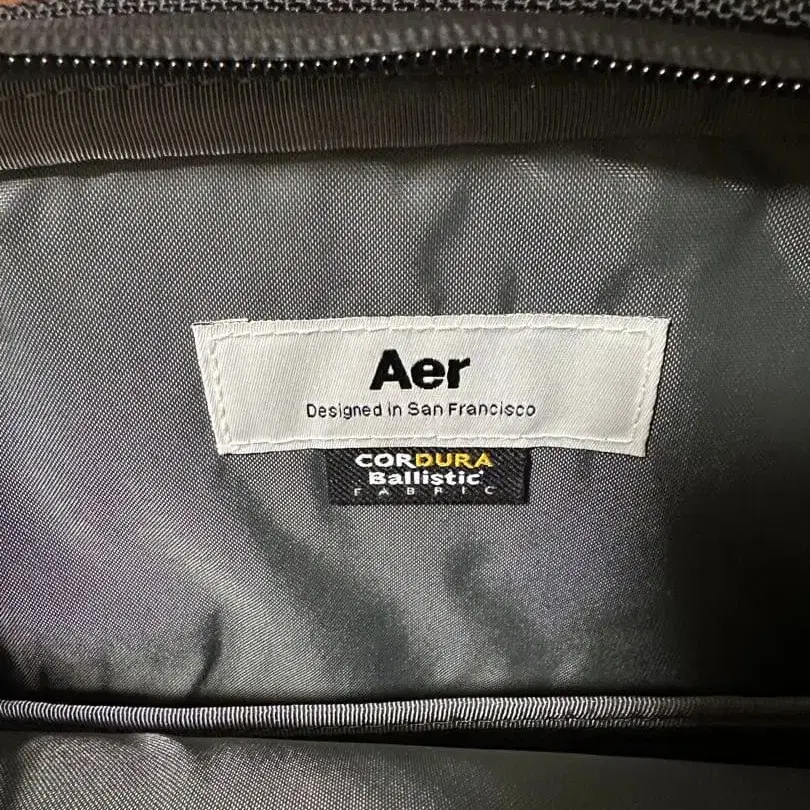 Aer
Designed in San Francisco
CORDURA
Ballistic
FABRIC